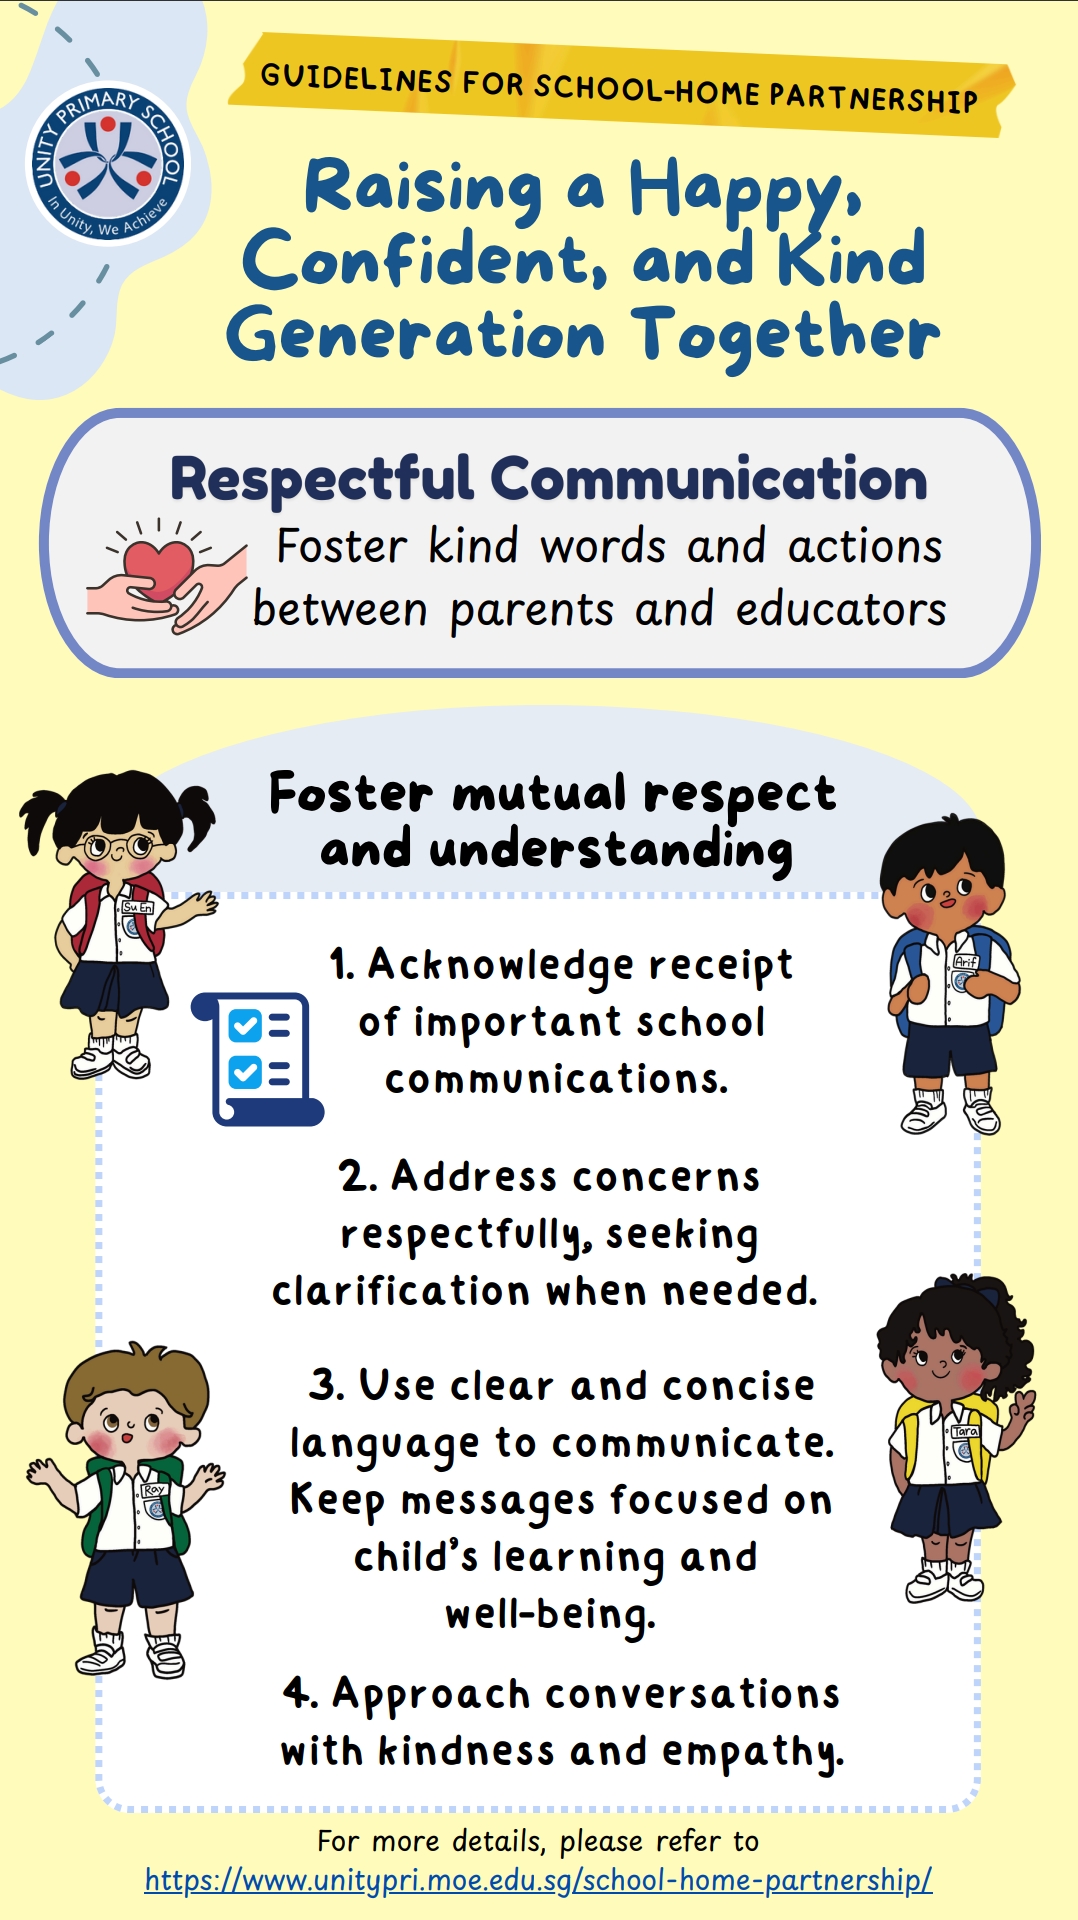 GUIDELINES FOR SCHOOL-HOME PARTNERSHIP
UNITY PRIMARY SCHOOL
In Unity, We Achieve
Raising a Happy,
Confident, and Kind
Generation Together
Respectful Communication
Foster kind words and actions
between parents and educators
Foster mutual respect
and understanding
Su En
Arif
1. Acknowledge receipt
of important school
communications.
2. Address concerns
respectfully, seeking
clarification when needed.
3. Use clear and concise
language to communicate.
Keep messages focused on
child's learning and
well-being.
Tara
Ray
4. Approach conversations
with kindness and empathy.
For more details, please refer to
https://www.unitypri.moe.edu.sg/school-home-partnership/